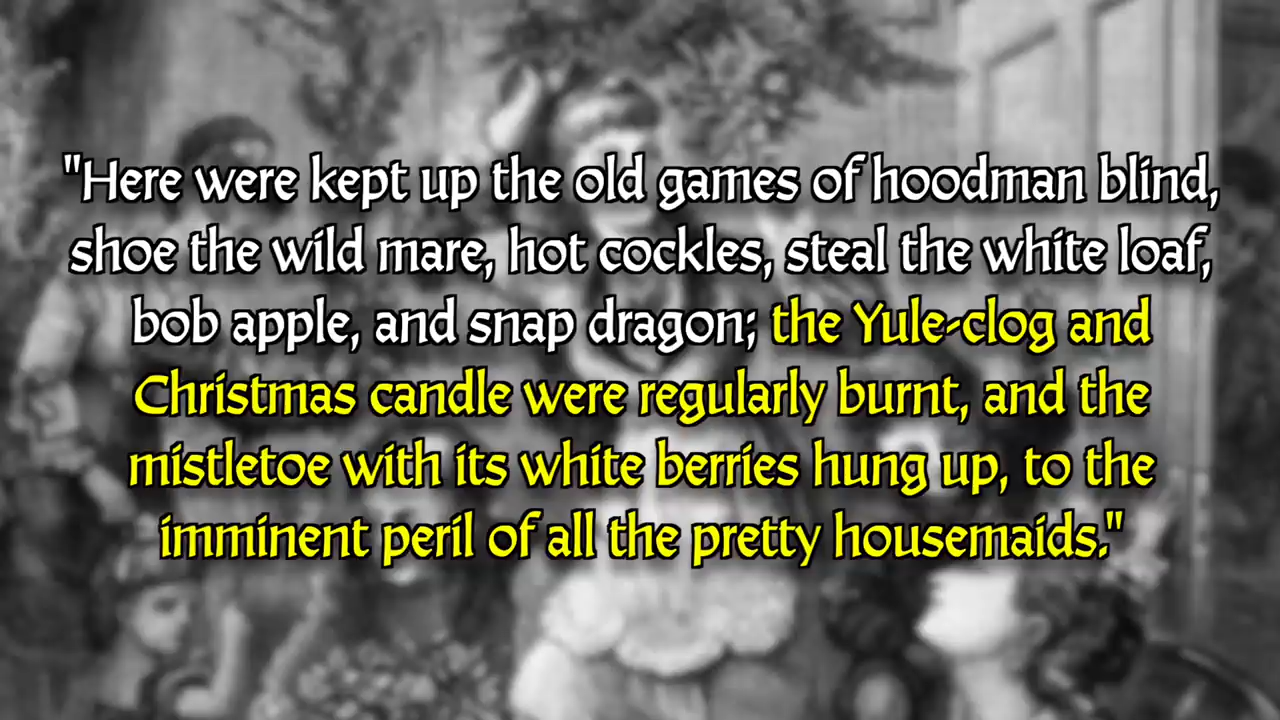 "Here were kept up the old games of hoodman blind,
shoe the wild mare, hot cockles, steal the white loaf,
bob apple, and snap dragon; the Yule-clog and
Christmas candle were regularly burnt, and the
mistletoe with its white berries hung up, to the
imminent peril of all the pretty housemaids."